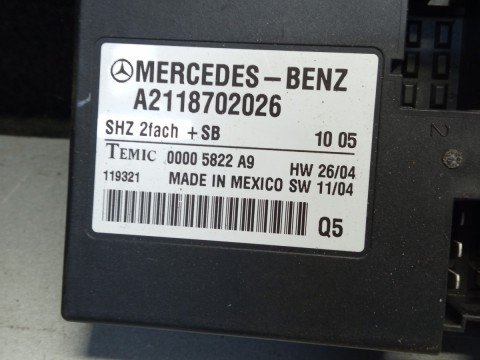 MERCEDES-BENZ
A2118702026
SHZ 2fach +SB 10 05
TEMIC 0000 5822 A9 HW 26/04
119321 MADE IN MEXICO SW 11/04
Q5
2